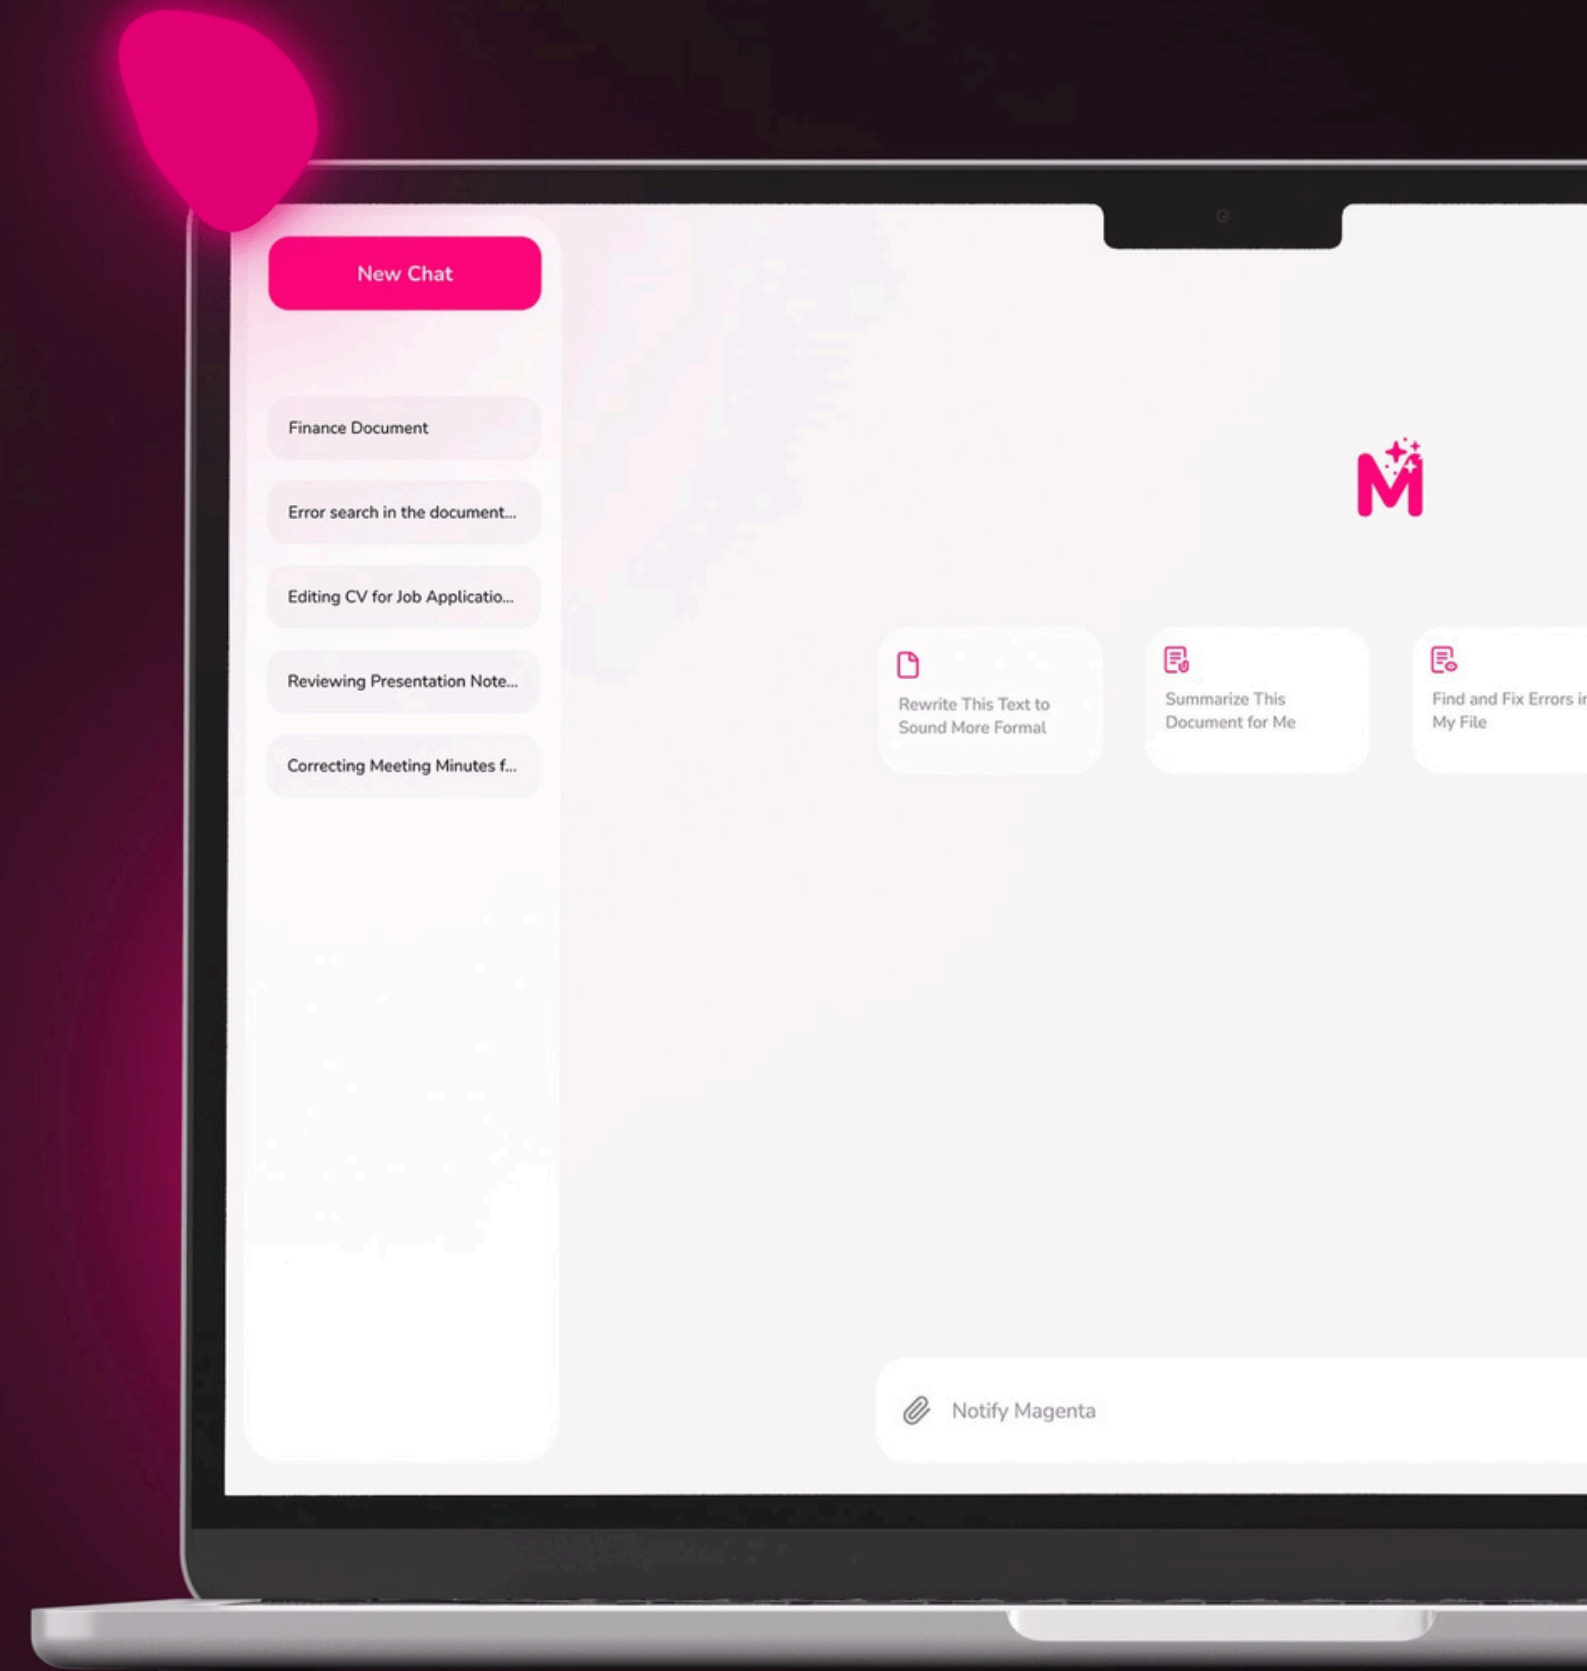 New Chat
Finance Document
Error search in the document...
Editing CV for Job Applicatio...
Reviewing Presentation Note...
Correcting Meeting Minutes f...
M
Rewrite This Text to
Sound More Formal
Summarize This
Document for Me
Find and Fix Errors in
My File
Notify Magenta